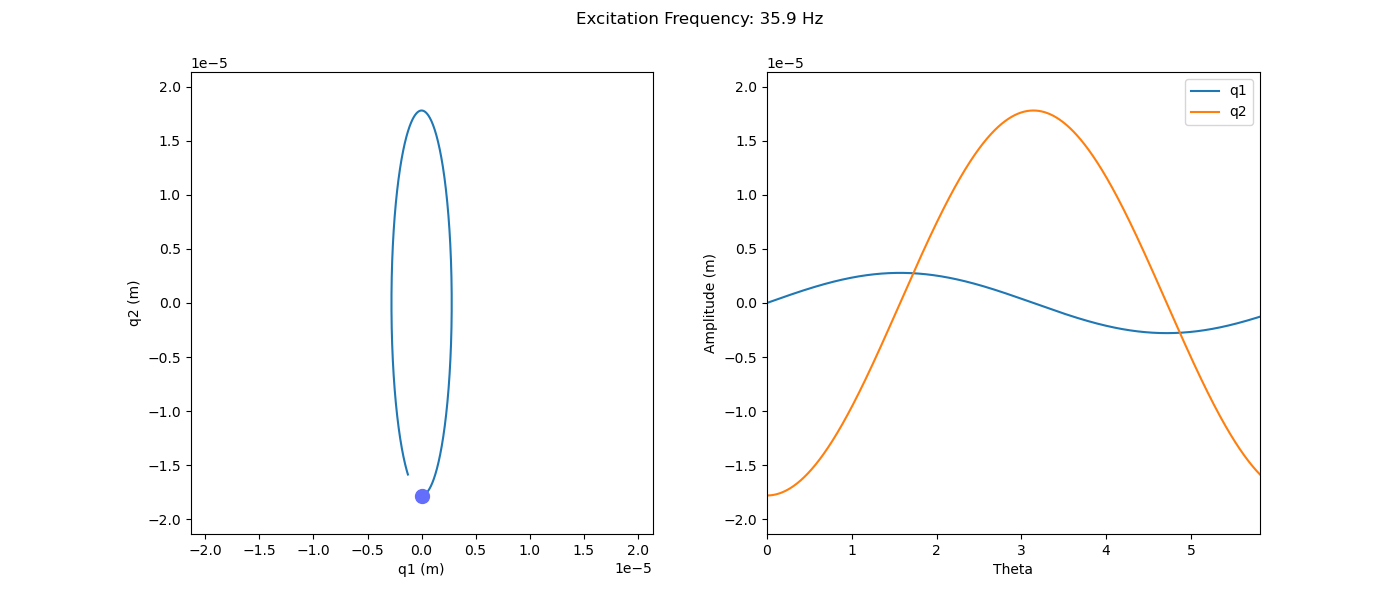 Excitation Frequency: 35.9 Hz
1e−5
2.0
1.5
1.0
0.5
0.0
−0.5
−1.0
−1.5
−2.0
q2 (m)
−2.0 −1.5 −1.0 −0.5 0.0 0.5 1.0 1.5 2.0
q1 (m)
1e−5
1e−5
2.0
1.5
1.0
0.5
0.0
−0.5
−1.0
−1.5
−2.0
Amplitude (m)
q1
q2
0 1 2 3 4 5
Theta